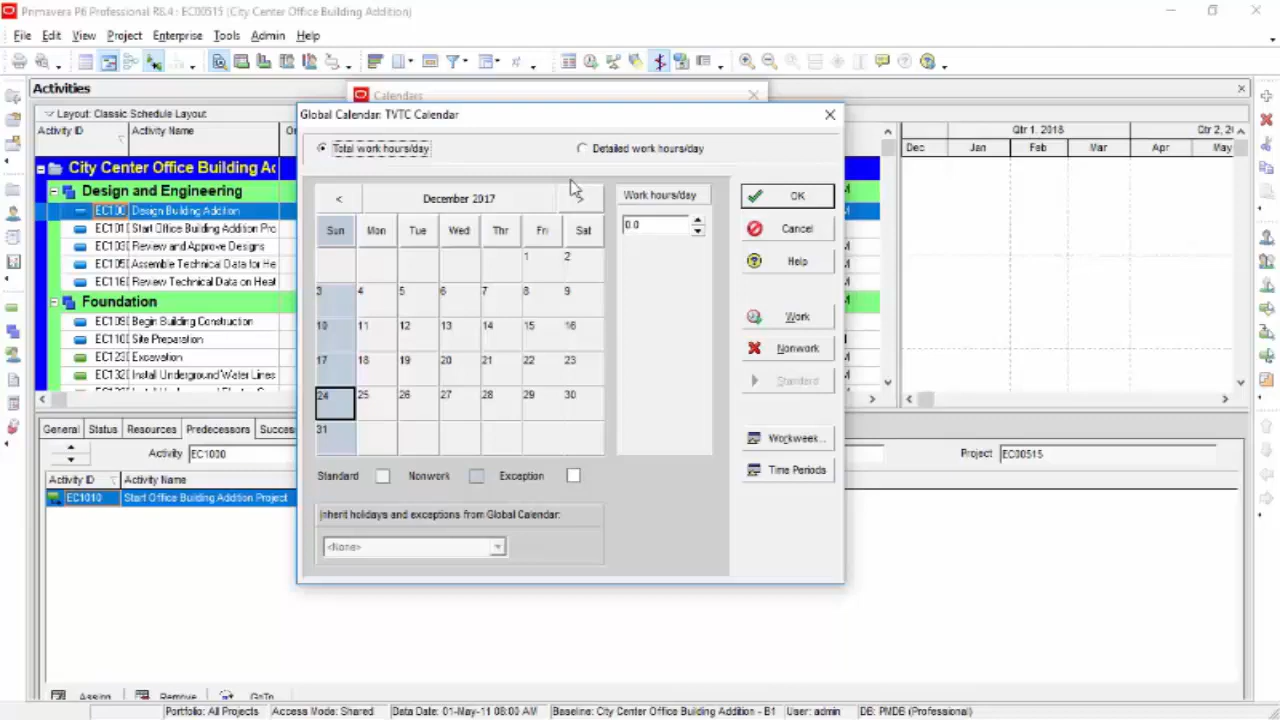 Primavera P6 Professional R8.4 : EC00515 (City Center Office Building Addition)
File Edit View Project Enterprise Tools Admin Help
Activities
Calendars
Layout: Classic Schedule Layout
Activity ID Activity Name
City Center Office Building Ac
Design and Engineering
EC100 Design Building Addition
EC101 Start Office Building Addition Pro
EC103 Review and Approve Designs
EC105 Assemble Technical Data for He
EC116 Review Technical Data on Heat
Foundation
EC109 Begin Building Construction
EC110 Site Preparation
EC123 Excavation
EC132 Install Underground Water Lines
Qtr 1, 2018 Qtr 2, 20
Dec Jan Feb Mar Apr May
Global Calendar: TVTC Calendar
Total work hours/day Detailed work hours/day
< December 2017 >
Sun Mon Tue Wed Thr Fri Sat
1 2
3 4 5 6 7 8 9
10 11 12 13 14 15 16
17 18 19 20 21 22 23
24 25 26 27 28 29 30
31
Work hours/day
0.0
OK
Cancel
Help
Work
Nonwork
Standard
Workweek...
Time Periods
Standard Nonwork Exception
Inherit holidays and exceptions from Global Calendar:
<None>
General Status Resources Predecessors Succes
Activity EC1000 Project EC00515
Activity ID Activity Name
EC1010 Start Office Building Addition Project
Assign Remove GoTo
Portfolio: All Projects Access Mode: Shared Data Date: 01-May-11 08:00 AM Baseline: City Center Office Building Addition - B1 User: admin DB: PMDB (Professional)